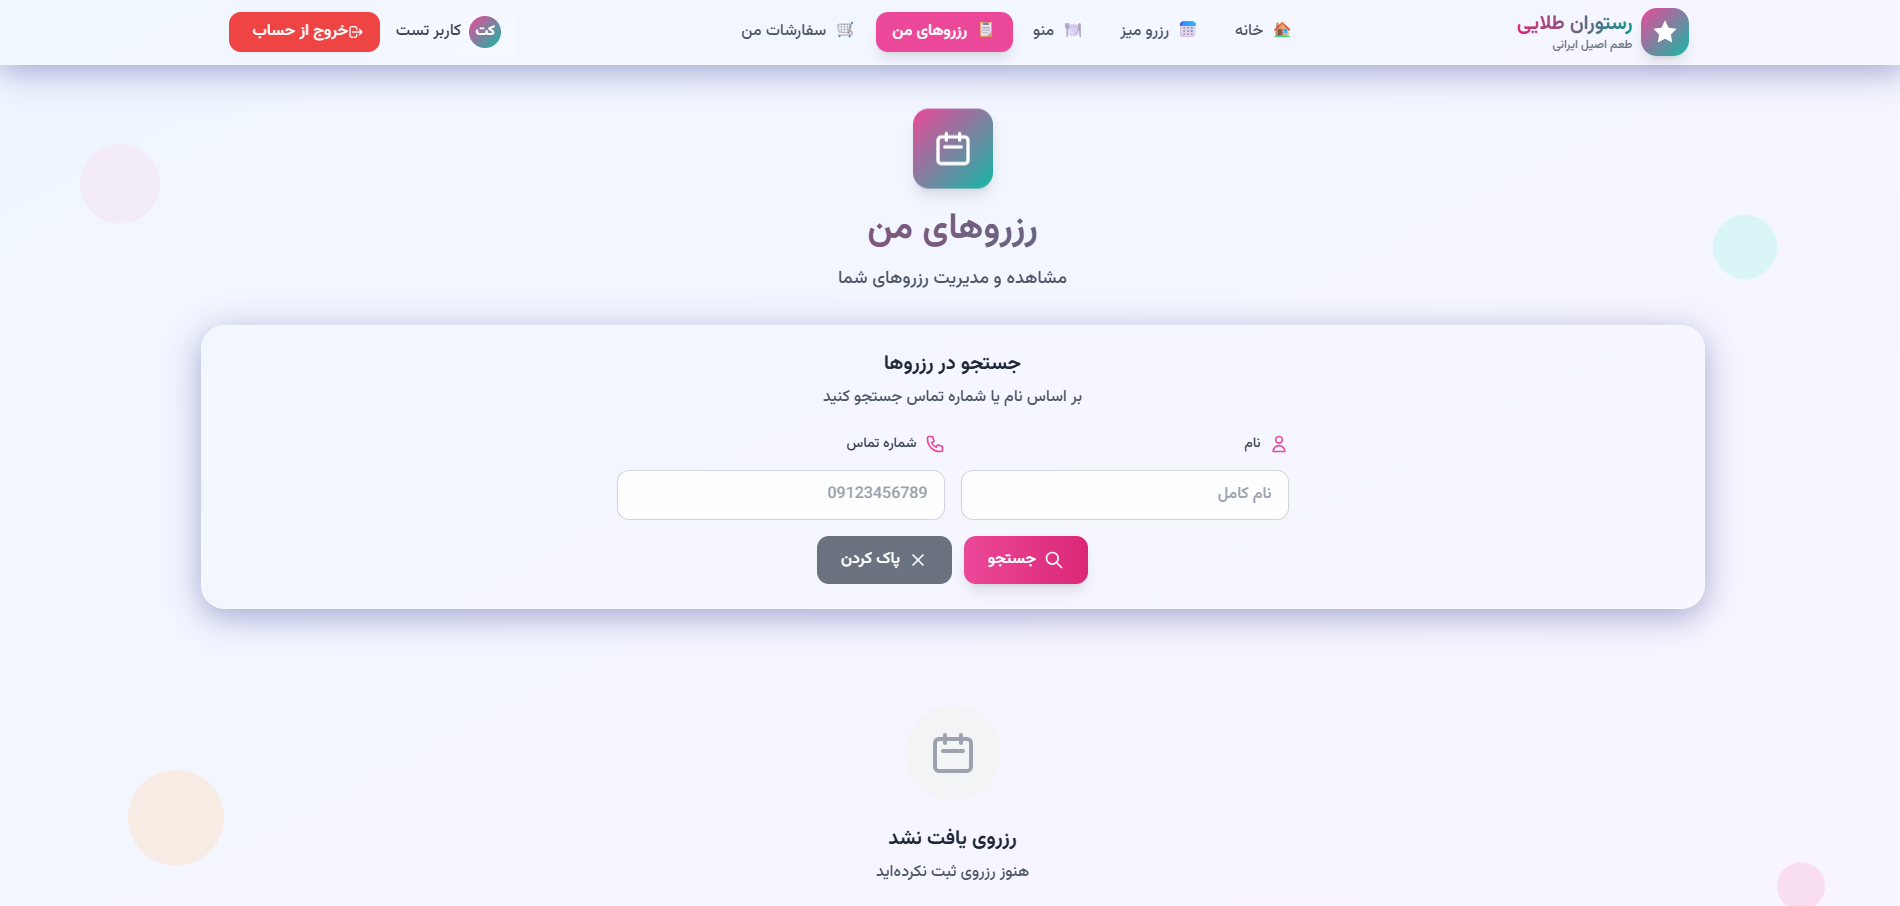 رستوران طلایی
طعم اصیل ایرانی
خانه
رزرو میز
منو
رزروهای من
سفارشات من
کت
کاربر تست
خروج از حساب
رزروهای من
مشاهده و مدیریت رزروهای شما
جستجو در رزروها
بر اساس نام یا شماره تماس جستجو کنید
نام
شماره تماس
نام کامل
09123456789
جستجو
پاک کردن
رزروی یافت نشد
هنوز رزروی ثبت نکرده‌اید